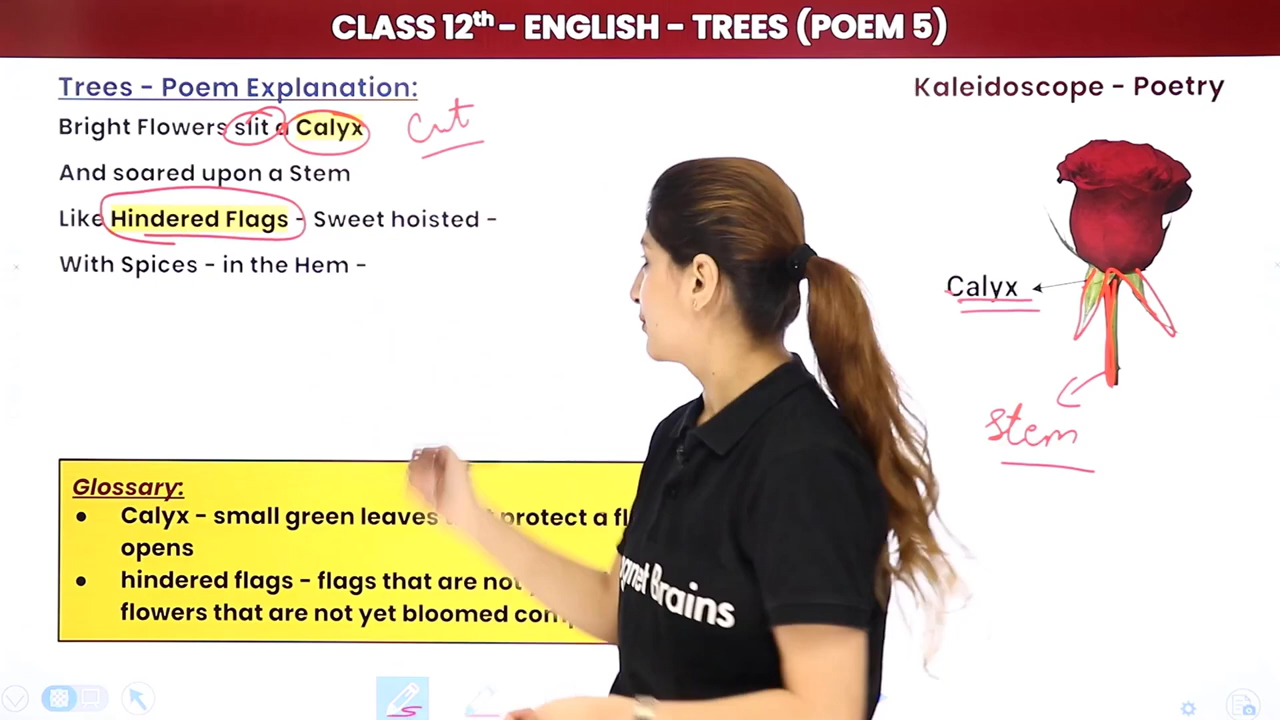 CLASS 12th - ENGLISH - TREES (POEM 5)
Trees - Poem Explanation:
Kaleidoscope - Poetry
Bright Flowers slit a Calyx
cut
And soared upon a Stem
Like Hindered Flags - Sweet hoisted -
With Spices - in the Hem -
Calyx
Stem
Glossary:
Calyx - small green leaves protect a
opens
hindered flags - flags that are not
flowers that are not yet bloomed
Brains